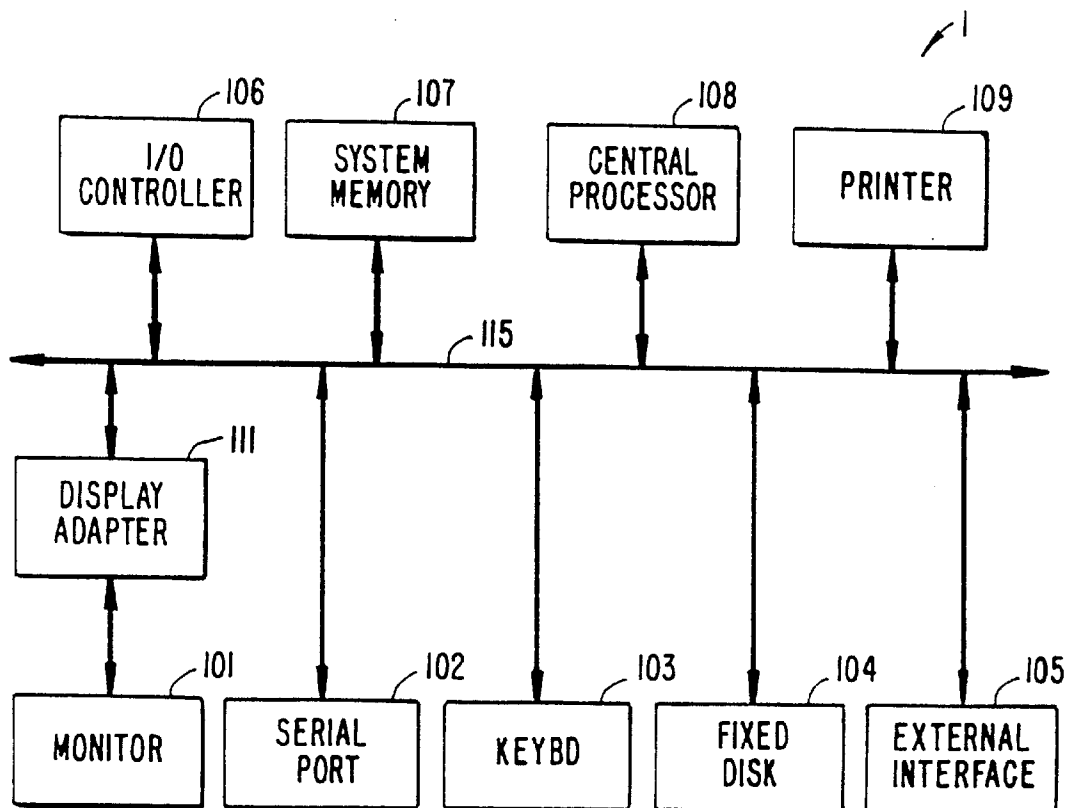 1
106
107
108
109
I/O
CONTROLLER
SYSTEM
MEMORY
CENTRAL
PROCESSOR
PRINTER
115
111
DISPLAY
ADAPTER
101
102
103
104
105
MONITOR
SERIAL
PORT
KEYBD
FIXED
DISK
EXTERNAL
INTERFACE